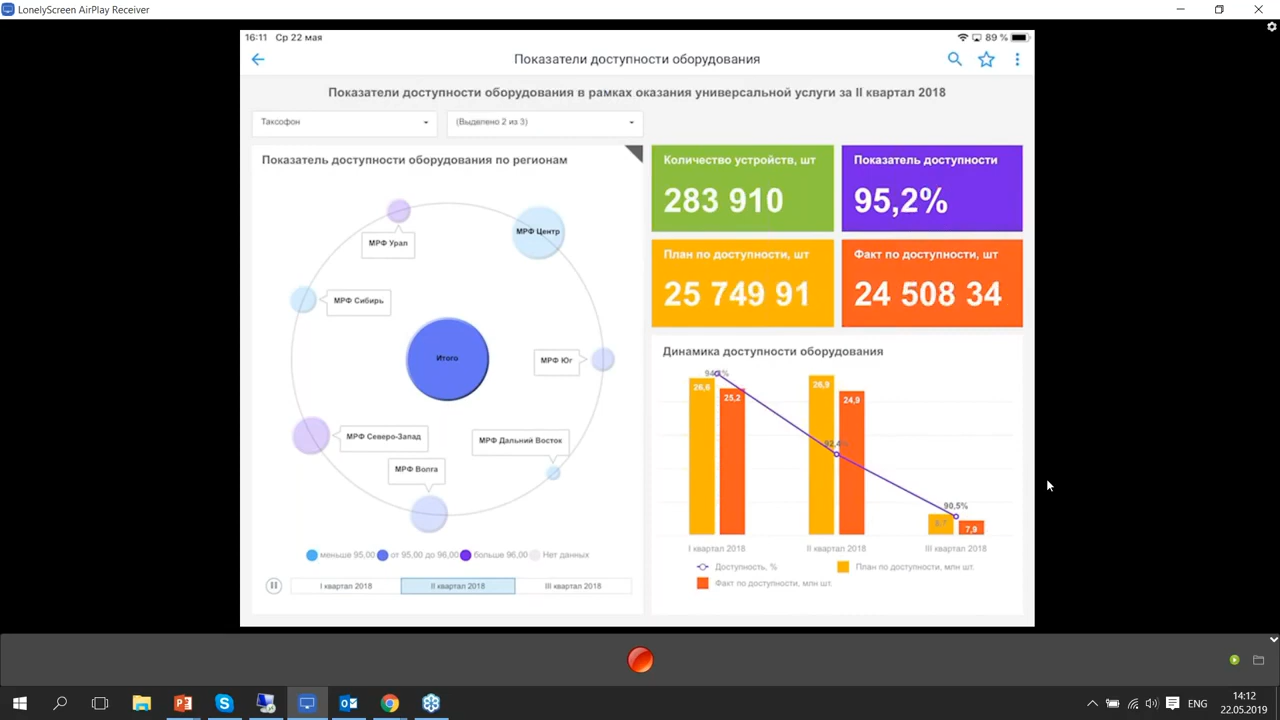 LonelyScreen AirPlay Receiver
16:11 Ср 22 мая
89 %
Показатели доступности оборудования
Показатели доступности оборудования в рамках оказания универсальной услуги за II квартал 2018
Таксофон
(Выделено 2 из 3)
Показатель доступности оборудования по регионам
МРФ Урал
МРФ Центр
МРФ Сибирь
Итого
МРФ Юг
МРФ Северо-Запад
МРФ Дальний Восток
МРФ Волга
меньше 95,00 от 95,00 до 96,00 больше 96,00 Нет данных
I квартал 2018 II квартал 2018 III квартал 2018
Количество устройств, шт
283 910
Показатель доступности
95,2%
План по доступности, шт
25 749 91
Факт по доступности, шт
24 508 34
Динамика доступности оборудования
26,6
25,2
26,9
24,9
92,4%
90,5%
7,9
I квартал 2018 II квартал 2018 III квартал 2018
Доступность, % План по доступности, млн шт.
Факт по доступности, млн шт.
ENG
14:12
22.05.2019